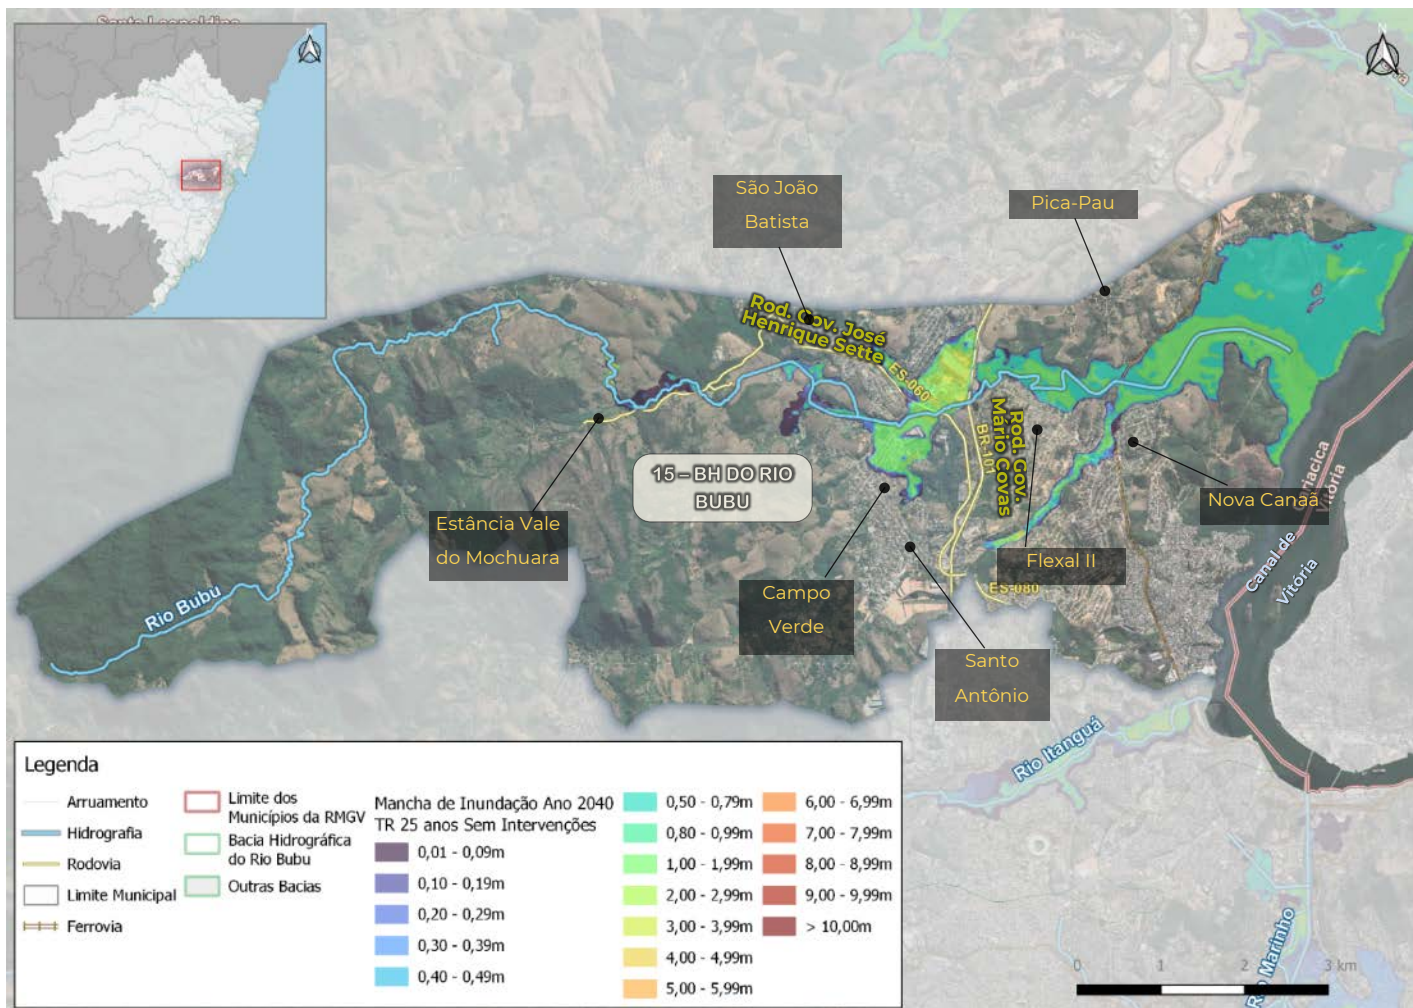 Santa Leopoldina
N
N
São João
Batista
Pica-Pau
Rod. Gov. José
Henrique Sette
ES-060
BR-101
Rod. Gov.
Mário Covas
15 – BH DO RIO
BUBU
Estância Vale
do Mochuara
Nova Canaã
Flexal II
Campo
Verde
ES-080
Santo
Antônio
Rio Bubu
Cariacica
Vitória
Canal de
Vitória
Rio Itanguá
Rio Marinho
Legenda
Arruamento
Hidrografia
Rodovia
Limite Municipal
Ferrovia
Limite dos
Municípios da RMGV
Bacia Hidrográfica
do Rio Bubu
Outras Bacias
Mancha de Inundação Ano 2040
TR 25 anos Sem Intervenções
0,01 - 0,09m
0,10 - 0,19m
0,20 - 0,29m
0,30 - 0,39m
0,40 - 0,49m
0,50 - 0,79m
0,80 - 0,99m
1,00 - 1,99m
2,00 - 2,99m
3,00 - 3,99m
4,00 - 4,99m
5,00 - 5,99m
6,00 - 6,99m
7,00 - 7,99m
8,00 - 8,99m
9,00 - 9,99m
> 10,00m
0 1 2 3 km